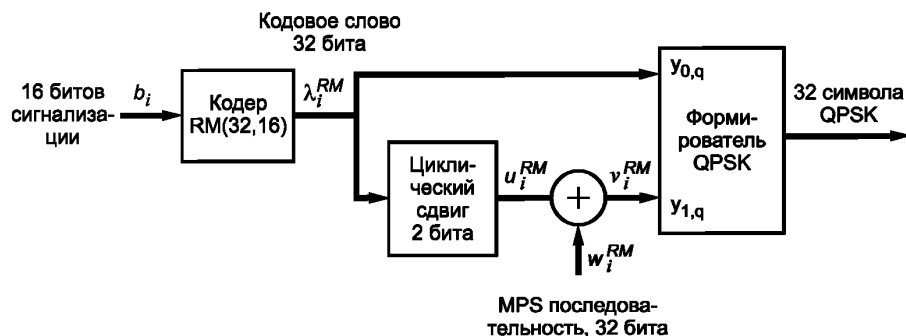 Кодовое слово
32 бита
16 битов
сигнализа-
ции
b_i
Кодер
RM(32,16)
λ_i^RM
Цикли-
ческий
сдвиг
2 бита
u_i^RM
+
v_i^RM
w_i^RM
MPS последова-
тельность, 32 бита
y_0,q
Форми-
рователь
QPSK
y_1,q
32 символа
QPSK